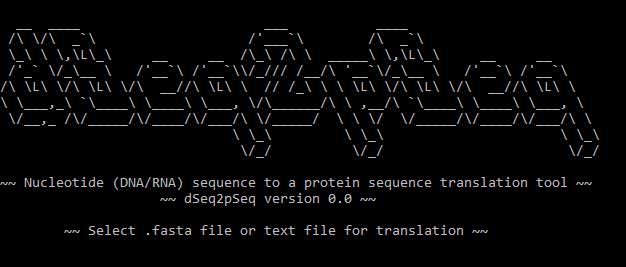 dSeq2pSeq
~~ Nucleotide (DNA/RNA) sequence to a protein sequence translation tool ~~
~~ dSeq2pSeq version 0.0 ~~
~~ Select .fasta file or text file for translation ~~